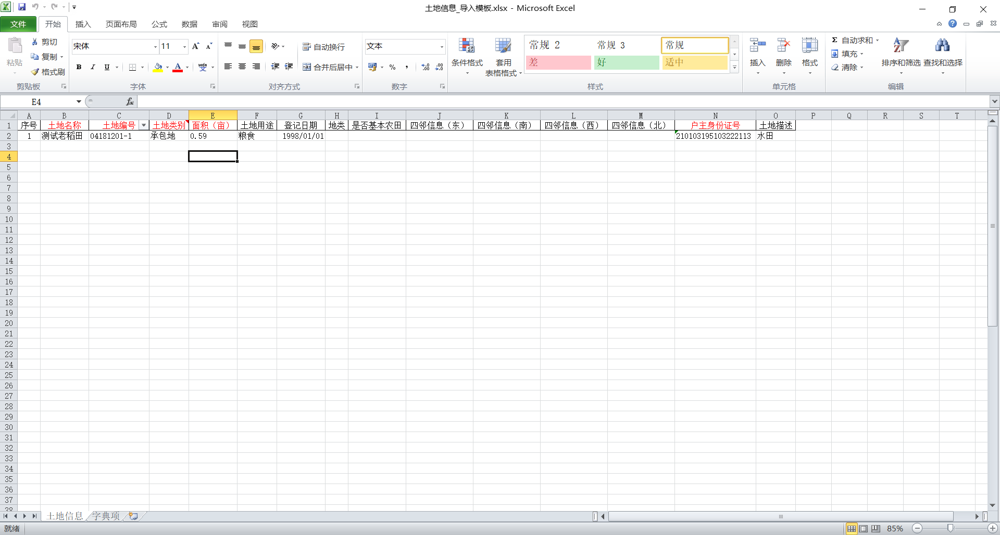 土地信息_导入模板.xlsx - Microsoft Excel
文件 开始 插入 页面布局 公式 数据 审阅 视图
粘贴 剪切 复制 格式刷
宋体 11
B I U A wén 文
自动换行
合并后居中
文本
% ,
条件格式 套用 表格格式
常规 2 常规 3 常规
差 好 适中
插入 删除 格式
Σ 自动求和
填充
清除
排序和筛选 查找和选择
剪贴板 字体 对齐方式 数字 样式 单元格 编辑
E4 fx
A B C D E F G H I J K L M N O P Q R S T
1 序号 土地名称 土地编号 土地类别 面积（亩） 土地用途 登记日期 地类 是否基本农田 四邻信息（东） 四邻信息（南） 四邻信息（西） 四邻信息（北） 户主身份证号 土地描述
2 1 测试老稻田 04181201-1 承包地 0.59 粮食 1998/01/01 210103195103222113 水田
3
4
5
6
7
8
9
10
11
12
13
14
15
16
17
18
19
20
21
22
23
24
25
26
27
28
29
30
31
32
33
34
35
36
37
38
土地信息 字典项
就绪 85%